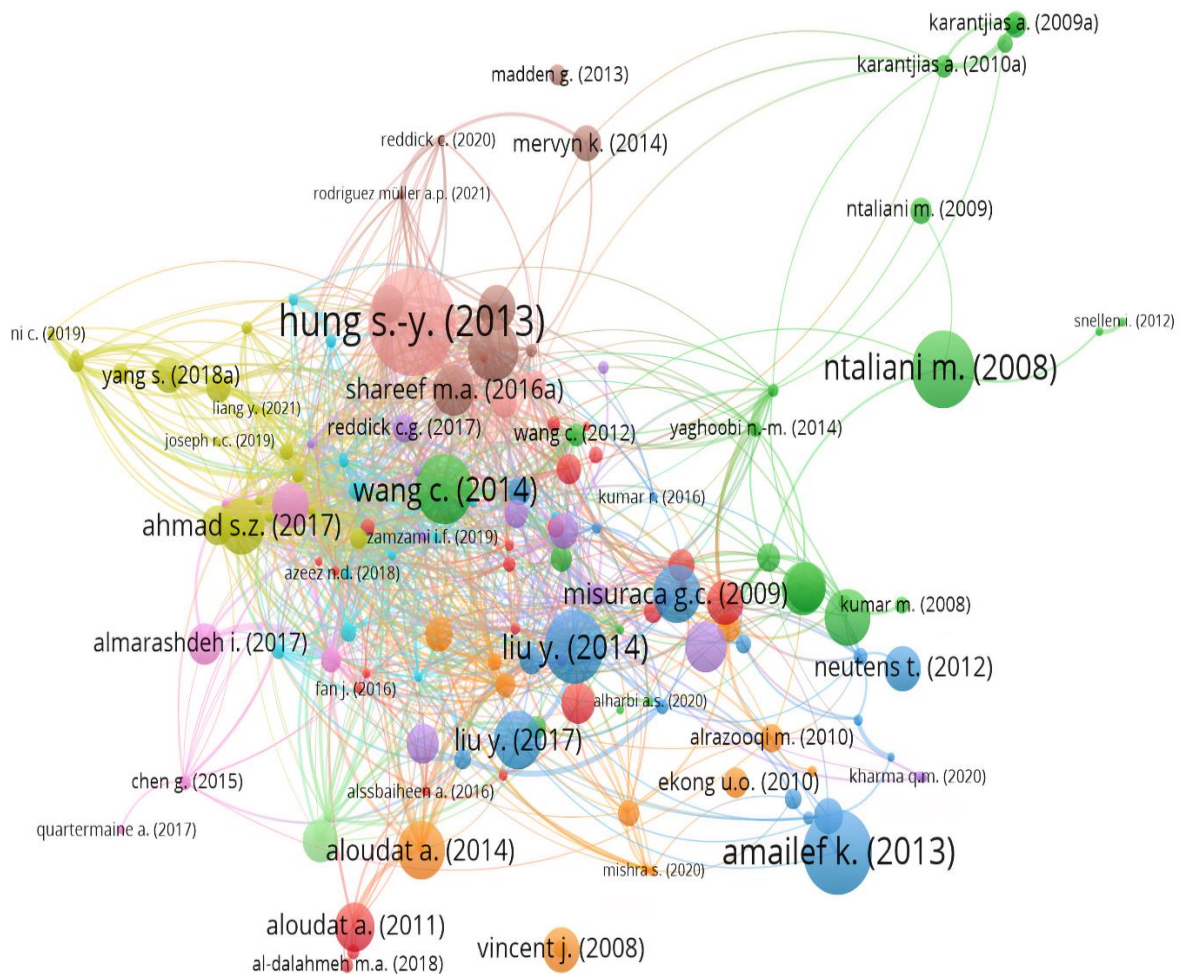 karantjias a. (2009a)
karantjias a. (2010a)
madden g. (2013)
reddick c. (2020)
mervyn k. (2014)
rodriguez müller a.p. (2021)
ntaliani m. (2009)
hung s.-y. (2013)
snellen i. (2012)
ni c. (2019)
yang s. (2018a)
ntaliani m. (2008)
shareef m.a. (2016a)
liang y. (2021)
reddick c.g. (2017)
wang c. (2012)
yaghoobi n.-m. (2014)
joseph r.c. (2019)
wang c. (2014)
kumar r. (2016)
ahmad s.z. (2017)
zamzami i.f. (2019)
azeez n.d. (2018)
misuraca g.c. (2009)
kumar m. (2008)
almarashdeh i. (2017)
liu y. (2014)
neutens t. (2012)
fan j. (2016)
alharbi a.s. (2020)
liu y. (2017)
alrazooqi m. (2010)
chen g. (2015)
alssbaiheen a. (2016)
ekong u.o. (2010)
kharma q.m. (2020)
quartermaine a. (2017)
aloudat a. (2014)
amailef k. (2013)
mishra s. (2020)
aloudat a. (2011)
vincent j. (2008)
al-dalahmeh m.a. (2018)